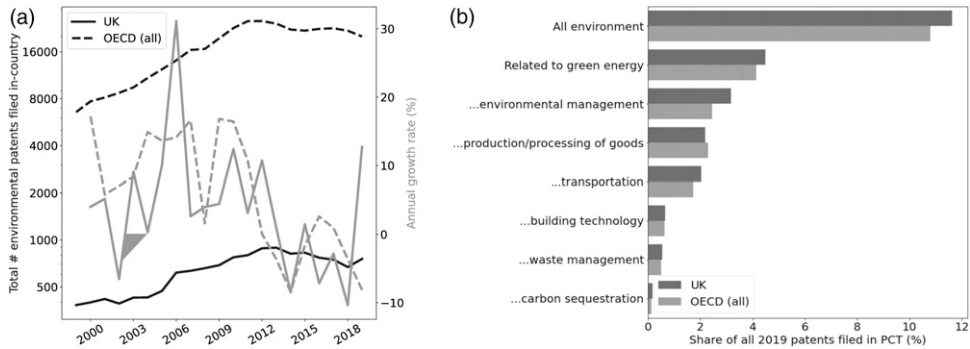 (a)
UK
OECD (all)
Total # environmental patents filed in-country
16000
8000
4000
2000
1000
500
30
20
10
0
−10
Annual growth rate (%)
2000
2003
2006
2009
2012
2015
2018
(b)
All environment
Related to green energy
...environmental management
...production/processing of goods
...transportation
...building technology
...waste management
...carbon sequestration
UK
OECD (all)
0
2
4
6
8
10
12
Share of all 2019 patents filed in PCT (%)